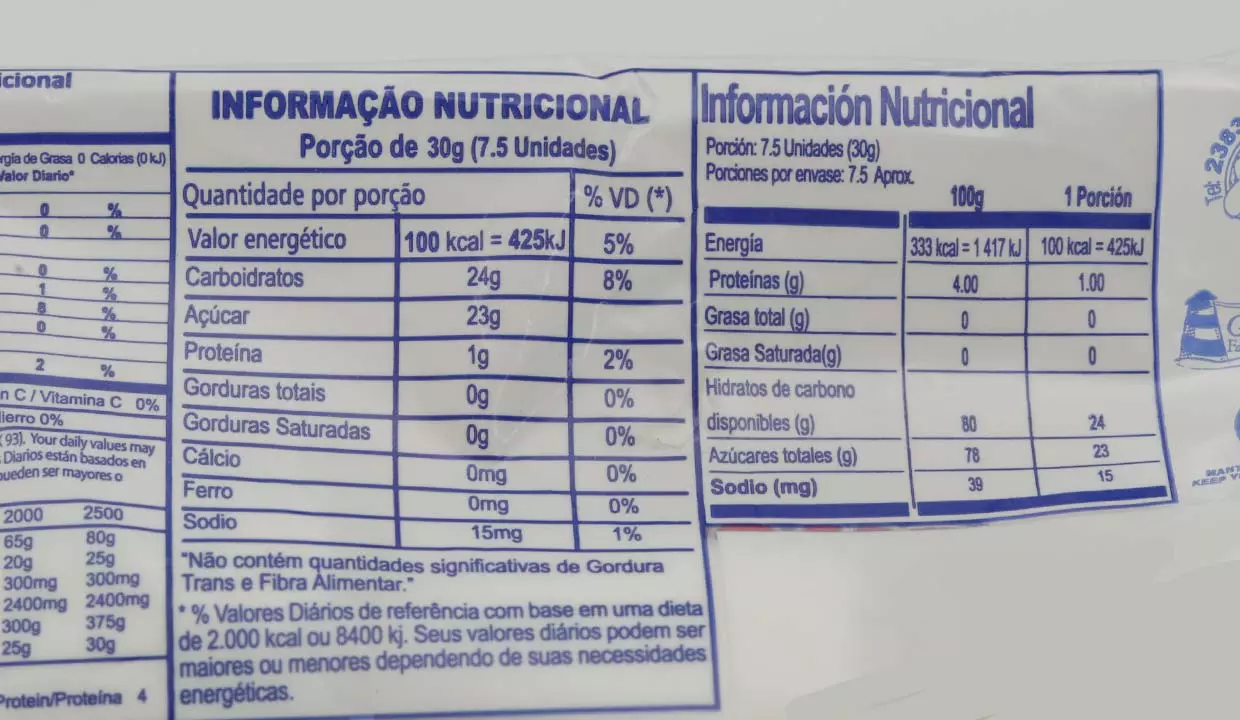 icional
rgía de Grasa 0 Calorias (0 kJ)
Valor Diario*
0 %
0 %
0 %
1 %
8 %
0 %
2 %
n C / Vitamina C 0%
ierro 0%
93). Your daily values may
Diarios están basados en
pueden ser mayores o
2000 2500
65g 80g
20g 25g
300mg 300mg
2400mg 2400mg
300g 375g
25g 30g
Protein/Proteína 4
INFORMAÇÃO NUTRICIONAL
Porção de 30g (7.5 Unidades)
Quantidade por porção % VD (*)
Valor energético 100 kcal = 425kJ 5%
Carboidratos 24g 8%
Açúcar 23g
Proteína 1g 2%
Gorduras totais 0g 0%
Gorduras Saturadas 0g 0%
Cálcio 0mg 0%
Ferro 0mg 0%
Sodio 15mg 1%
"Não contém quantidades significativas de Gordura
Trans e Fibra Alimentar."
* % Valores Diários de referência com base em uma dieta
de 2.000 kcal ou 8400 kj. Seus valores diários podem ser
maiores ou menores dependendo de suas necessidades
energéticas.
Información Nutricional
Porción: 7.5 Unidades (30g)
Porciones por envase: 7.5 Aprox.
100g 1 Porción
Energía 333 kcal = 1 417 kJ 100 kcal = 425kJ
Proteínas (g) 4.00 1.00
Grasa total (g) 0 0
Grasa Saturada(g) 0 0
Hidratos de carbono
disponibles (g) 80 24
Azúcares totales (g) 78 23
Sodio (mg) 39 15
Tel: 2383
KEEP